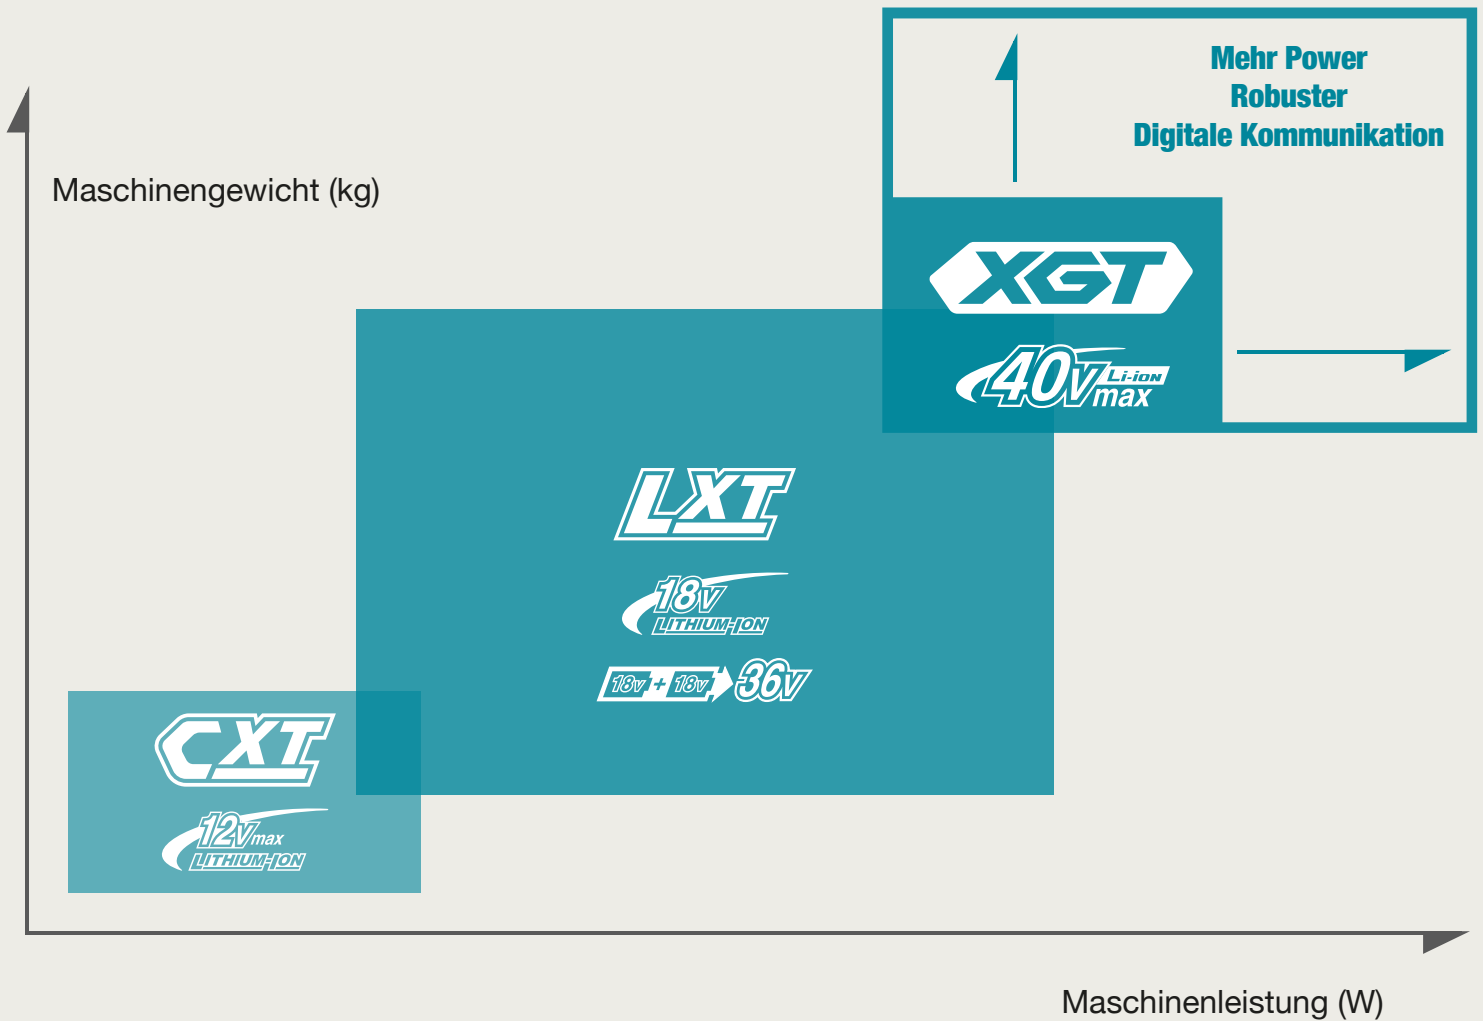 Mehr Power
Robuster
Digitale Kommunikation
Maschinengewicht (kg)
XGT
40V Li-ion
max
LXT
18V
LITHIUM-ION
18V + 18V 36V
CXT
12V max
LITHIUM-ION
Maschinenleistung (W)